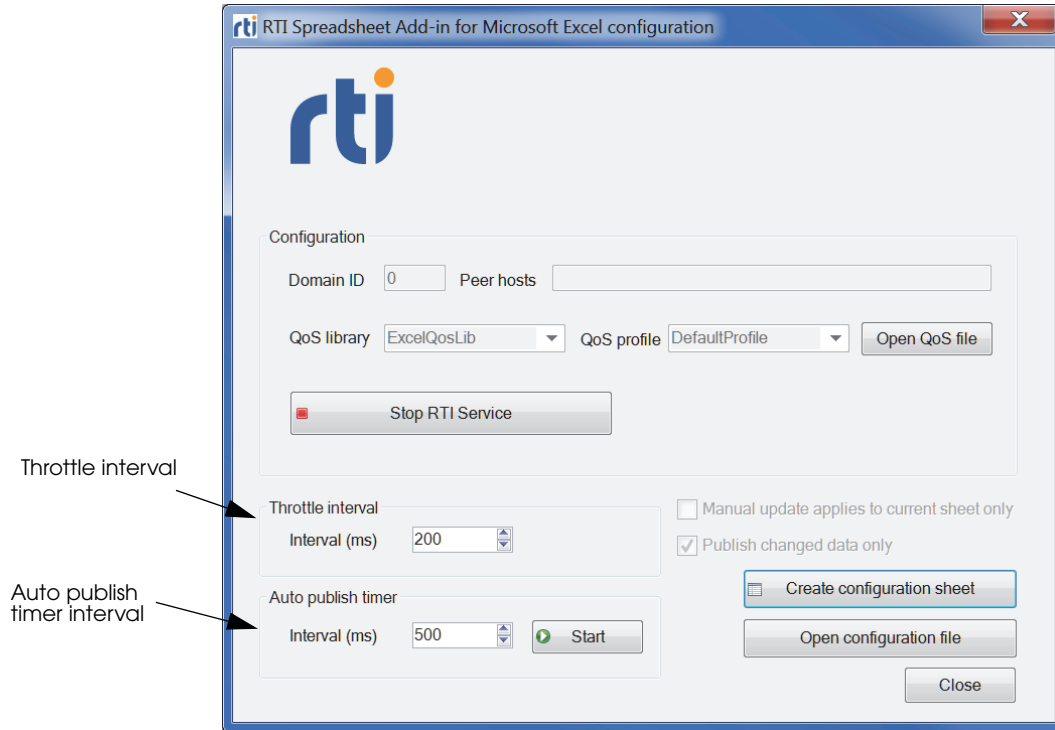 rti RTI Spreadsheet Add-in for Microsoft Excel configuration
rti
Configuration
Domain ID 0 Peer hosts
QoS library ExcelQosLib QoS profile DefaultProfile Open QoS file
Stop RTI Service
Throttle interval
Throttle interval
Interval (ms) 200
Manual update applies to current sheet only
Publish changed data only
Auto publish
timer interval
Auto publish timer
Interval (ms) 500 Start
Create configuration sheet
Open configuration file
Close